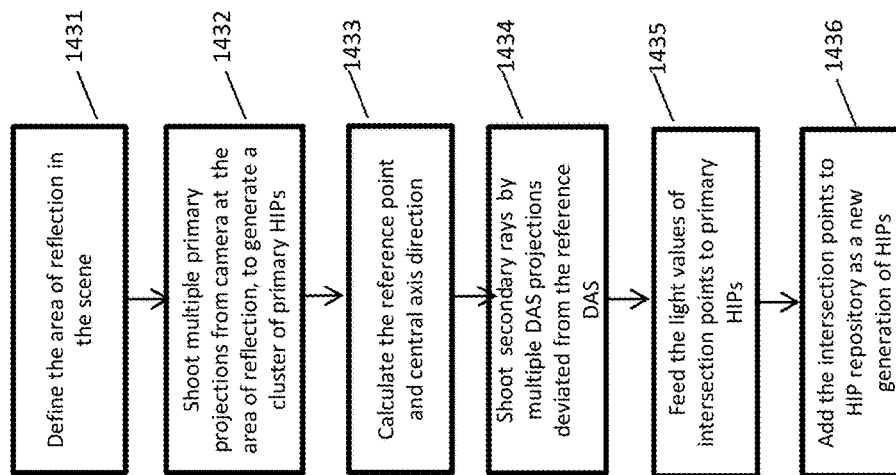 1431
Define the area of reflection in
the scene
1432
Shoot multiple primary
projections from camera at the
area of reflection, to generate a
cluster of primary HIPs
1433
Calculate the reference point
and central axis direction
1434
Shoot secondary rays by
multiple DAS projections
deviated from the reference
DAS
1435
Feed the light values of
intersection points to primary
HIPs
1436
Add the intersection points to
HIP repository as a new
generation of HIPs